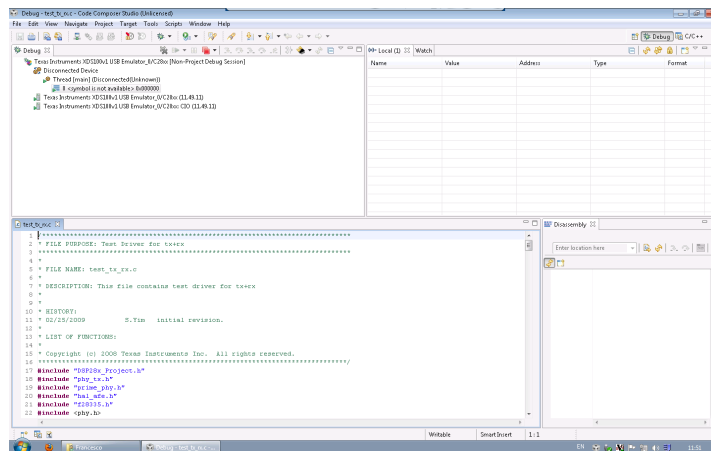 Debug - test_tx_rx.c - Code Composer Studio (Unlicensed)
File Edit View Navigate Project Target Tools Scripts Window Help
Debug C/C++
Debug
Texas Instruments XDS100v1 USB Emulator_0/C28xx [Non-Project Debug Session]
Disconnected Device
Thread [main] (Disconnected(Unknown))
0 <symbol is not available> 0x000000
Texas Instruments XDS100v1 USB Emulator_0/C28xx (11.49.11)
Texas Instruments XDS100v1 USB Emulator_0/C28xx: CIO (11.49.11)
Local (1) Watch
Name Value Address Type Format
test_tx_rx.c
1 /******************************************************************************
2 * FILE PURPOSE: Test Driver for tx+rx
3 ******************************************************************************
4 *
5 * FILE NAME: test_tx_rx.c
6 *
7 * DESCRIPTION: This file contains test driver for tx+rx
8 *
9 *
10 * HISTORY:
11 * 02/25/2009 S.Yim initial revision.
12 *
13 * LIST OF FUNCTIONS:
14 *
15 * Copyright (c) 2008 Texas Instruments Inc. All rights reserved.
16 ******************************************************************************/
17 #include "DSP28x_Project.h"
18 #include "phy_tx.h"
19 #include "prime_phy.h"
20 #include "hal_afe.h"
21 #include "f28335.h"
22 #include <phy.h>
Disassembly
Enter location here
Writable Smart Insert 1:1
Francesco
Debug - test_tx_rx.c -...
EN 11:51